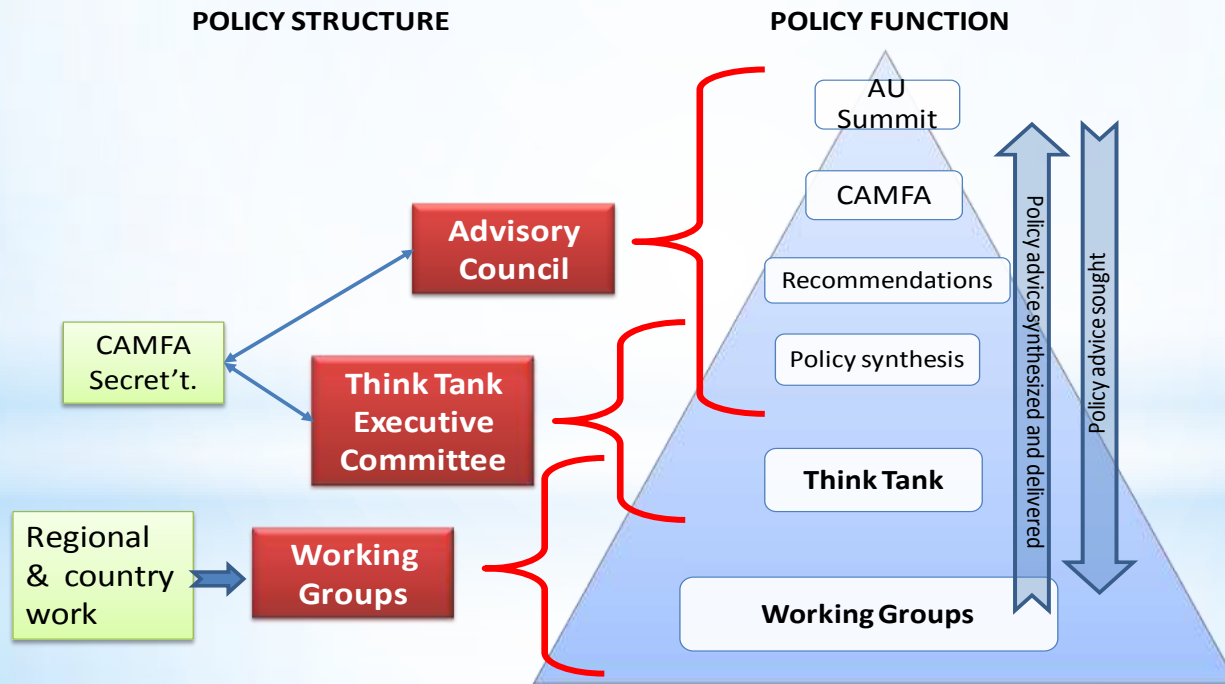 POLICY STRUCTURE
POLICY FUNCTION
AU
Summit
CAMFA
Advisory
Council
Recommendations
CAMFA
Secret’t.
Policy synthesis
Think Tank
Executive
Committee
Think Tank
Regional
& country
work
Working
Groups
Working Groups
Policy advice synthesized and delivered
Policy advice sought